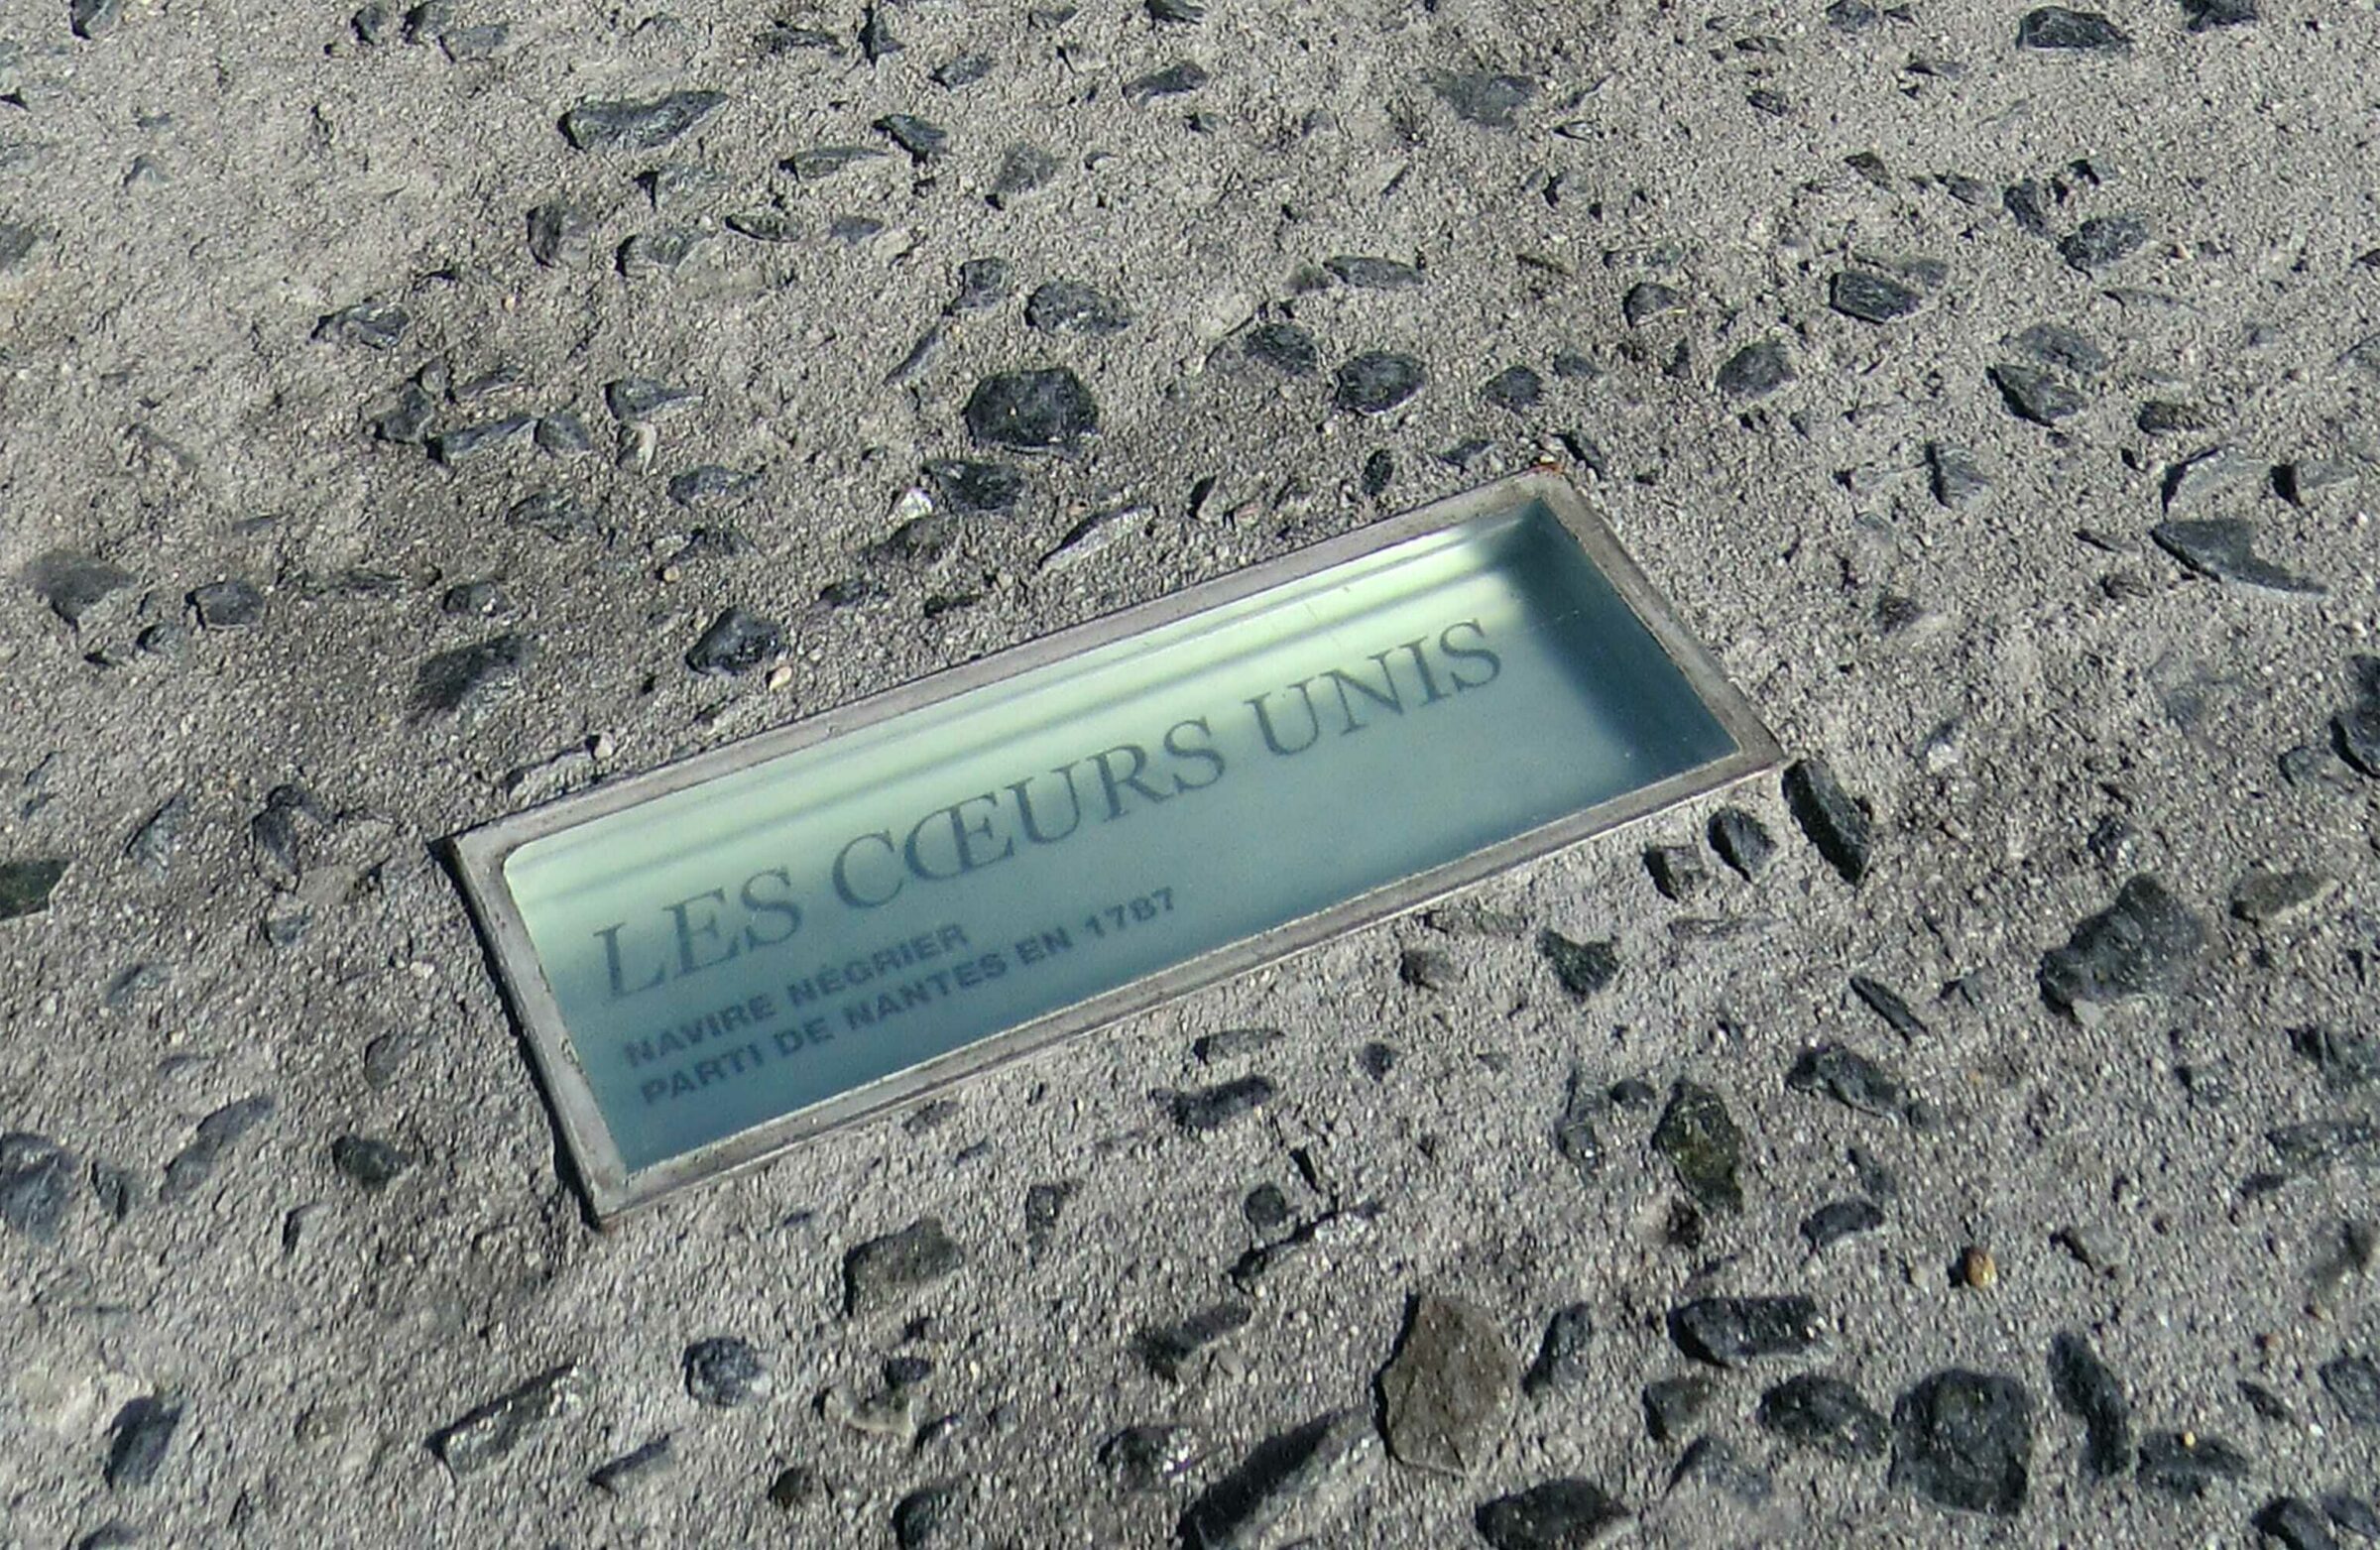 LES CŒURS UNIS
NAVIRE NÉGRIER
PARTI DE NANTES EN 1787